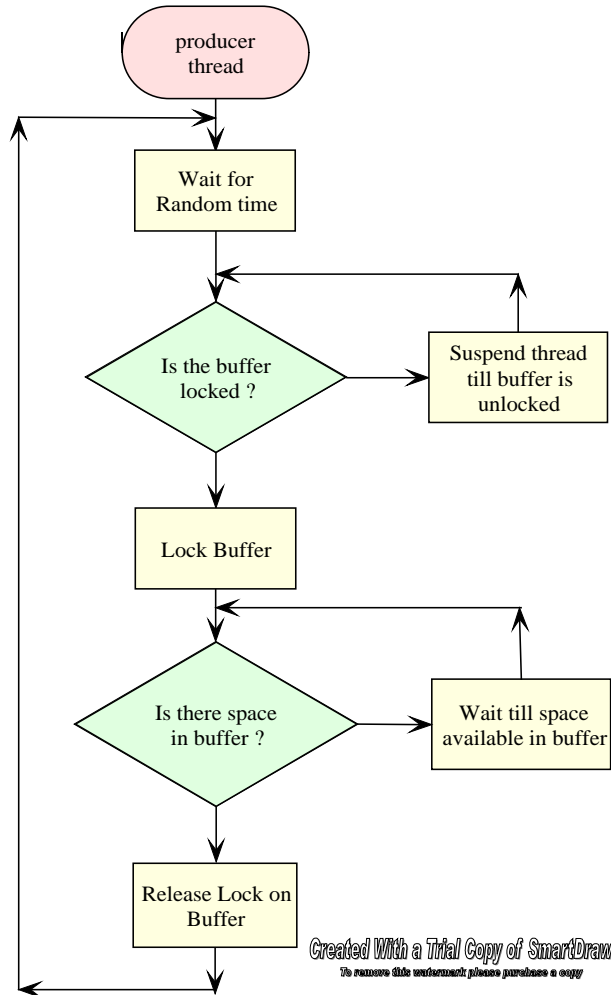 producer
thread
Wait for
Random time
Is the buffer
locked ?
Suspend thread
till buffer is
unlocked
Lock Buffer
Is there space
in buffer ?
Wait till space
available in buffer
Release Lock on
Buffer
Created With a Trial Copy of SmartDraw
To remove this watermark please purchase a copy